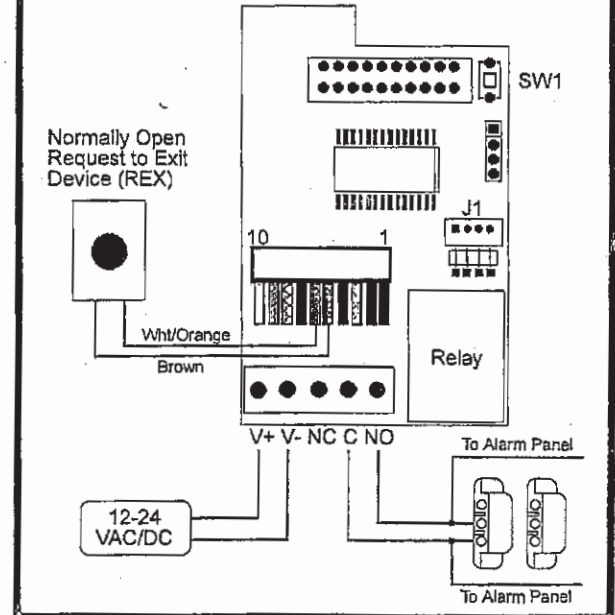 SW1
Normally Open
Request to Exit
Device (REX)
J1
10 1
Wht/Orange
Relay
Brown
V+ V- NC C NO
To Alarm Panel
12-24
VAC/DC
To Alarm Panel